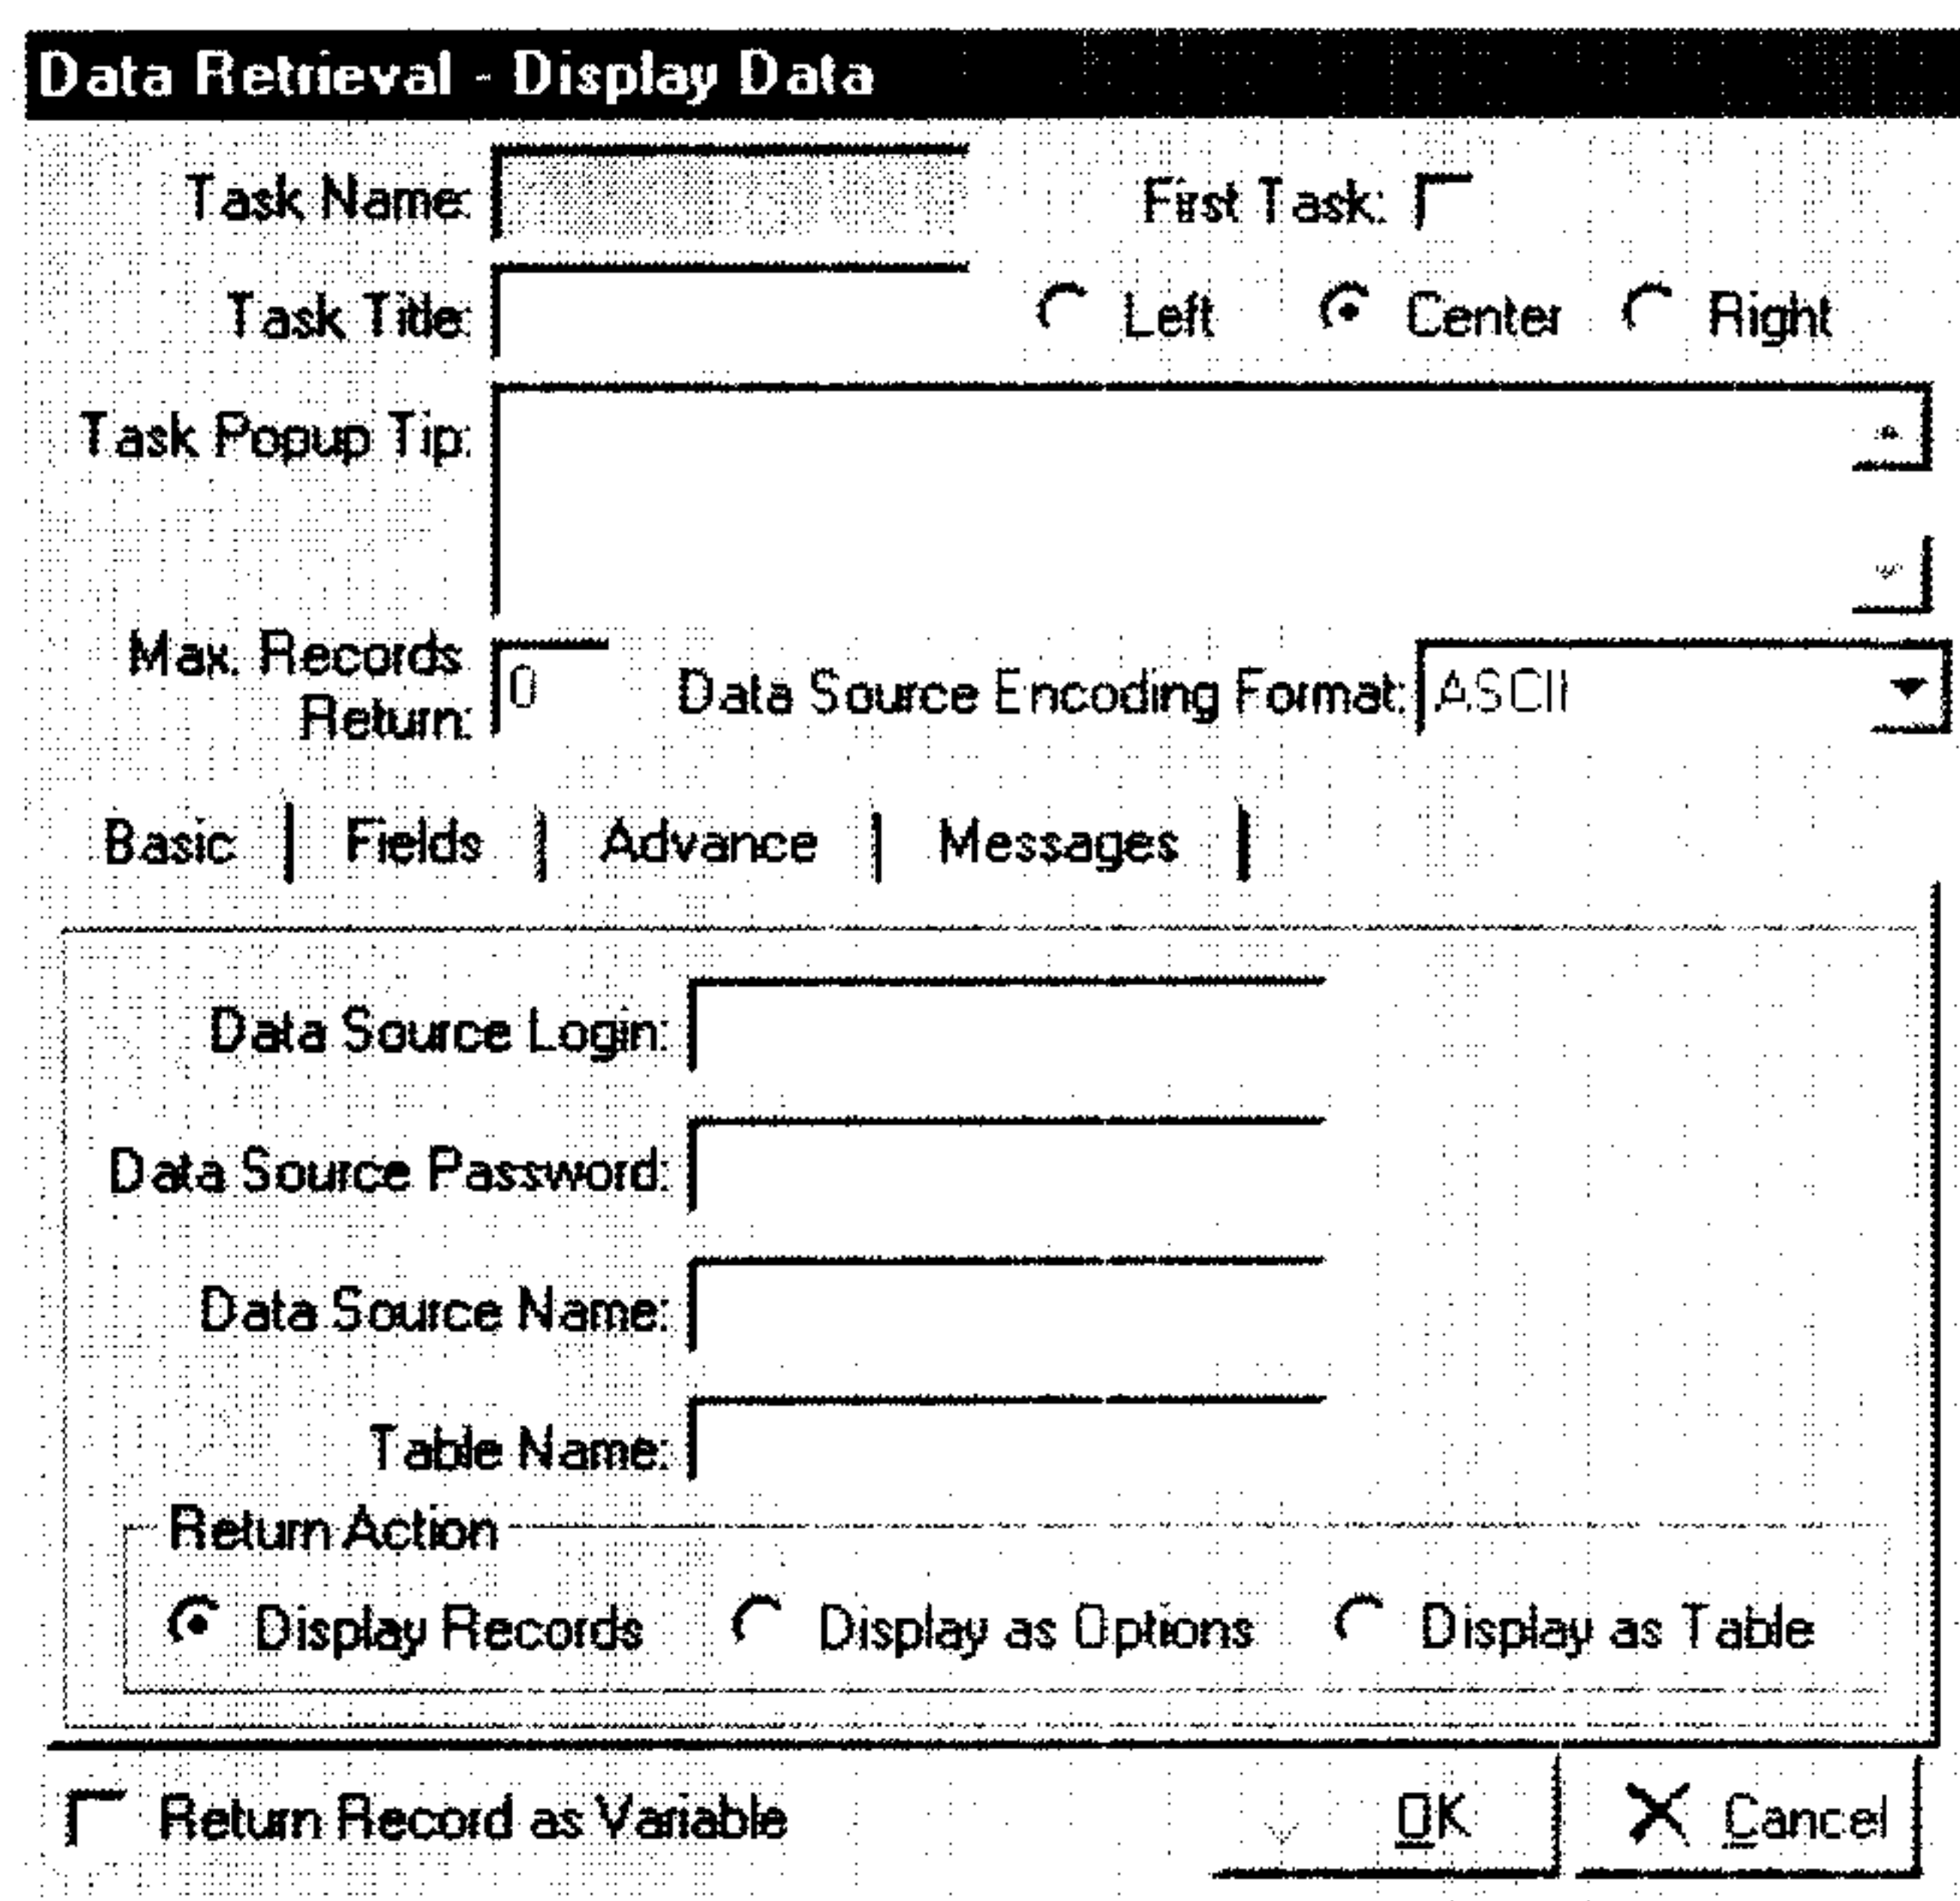 Data Retrieval - Display Data
Task Name: First Task:
Task Title: Left Center Right
Task Popup Tip:
Max. Records
Return: 0 Data Source Encoding Format: ASCII
Basic Fields Advance Messages
Data Source Login:
Data Source Password:
Data Source Name:
Table Name:
Return Action
Display Records Display as Options Display as Table
Return Record as Variable OK Cancel